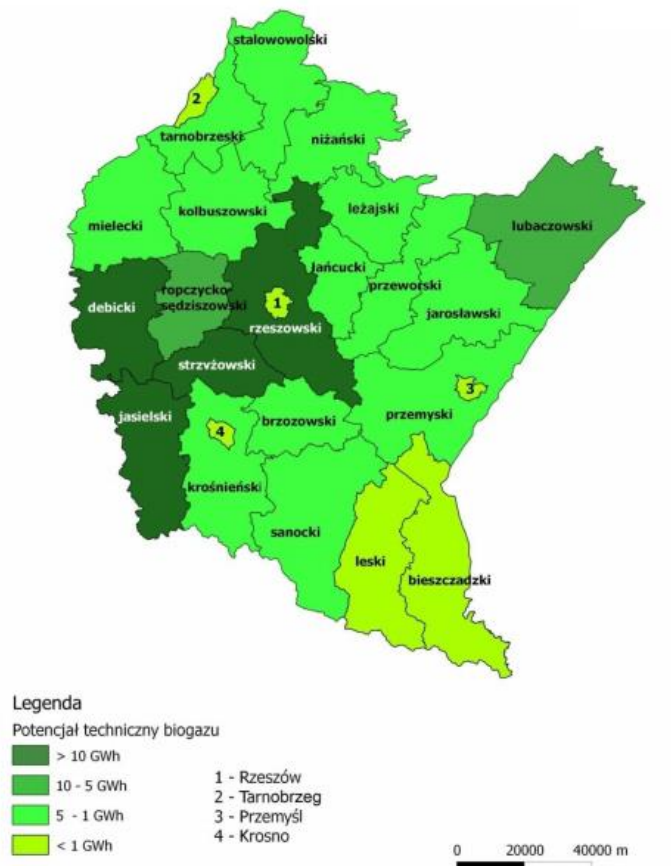 stalowowolski
2
tarnobrzeski
niżański
mielecki
kolbuszowski
leżajski
lubaczowski
łańcucki
ropczycko-
sędziszowski
przeworski
debicki
1
rzeszowski
jarosławski
strzyżowski
jasielski
3
przemyski
4
brzozowski
krośnieński
sanocki
leski
bieszczadzki
Legenda
Potencjał techniczny biogazu
> 10 GWh
10 - 5 GWh
5 - 1 GWh
< 1 GWh
1 - Rzeszów
2 - Tarnobrzeg
3 - Przemyśl
4 - Krosno
0 20000 40000 m